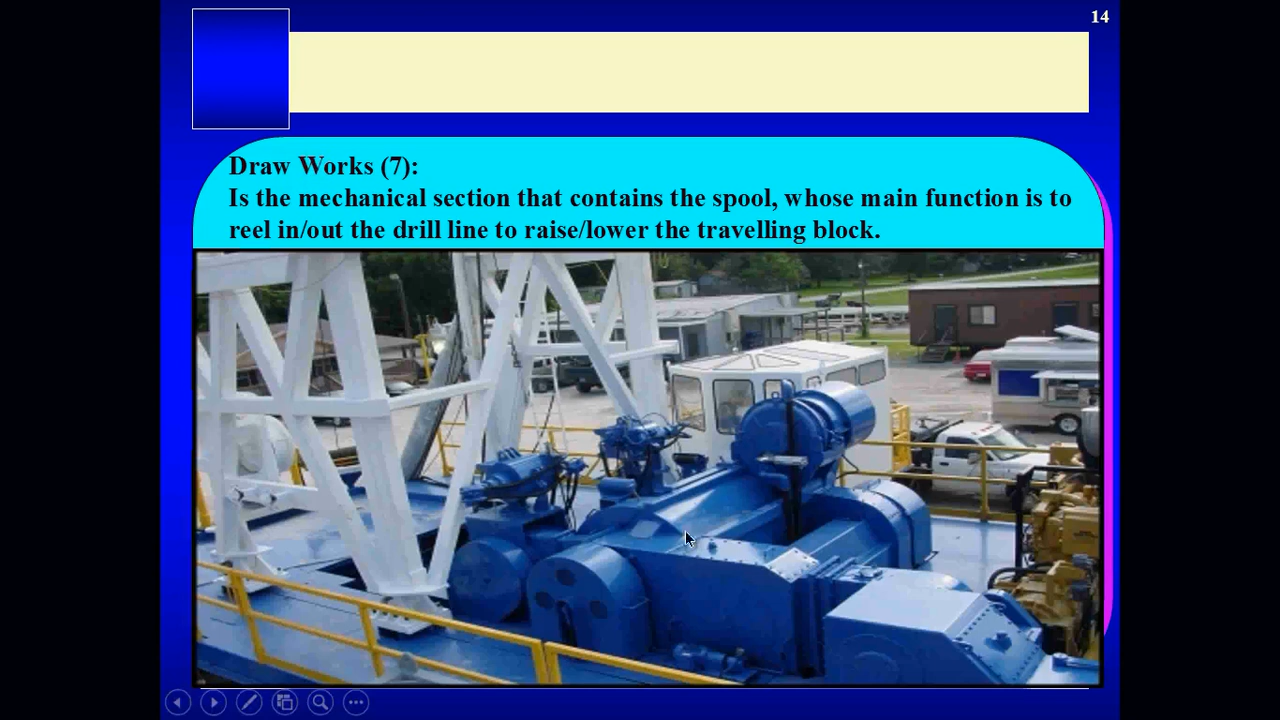 14
Draw Works (7):
Is the mechanical section that contains the spool, whose main function is to
reel in/out the drill line to raise/lower the travelling block.